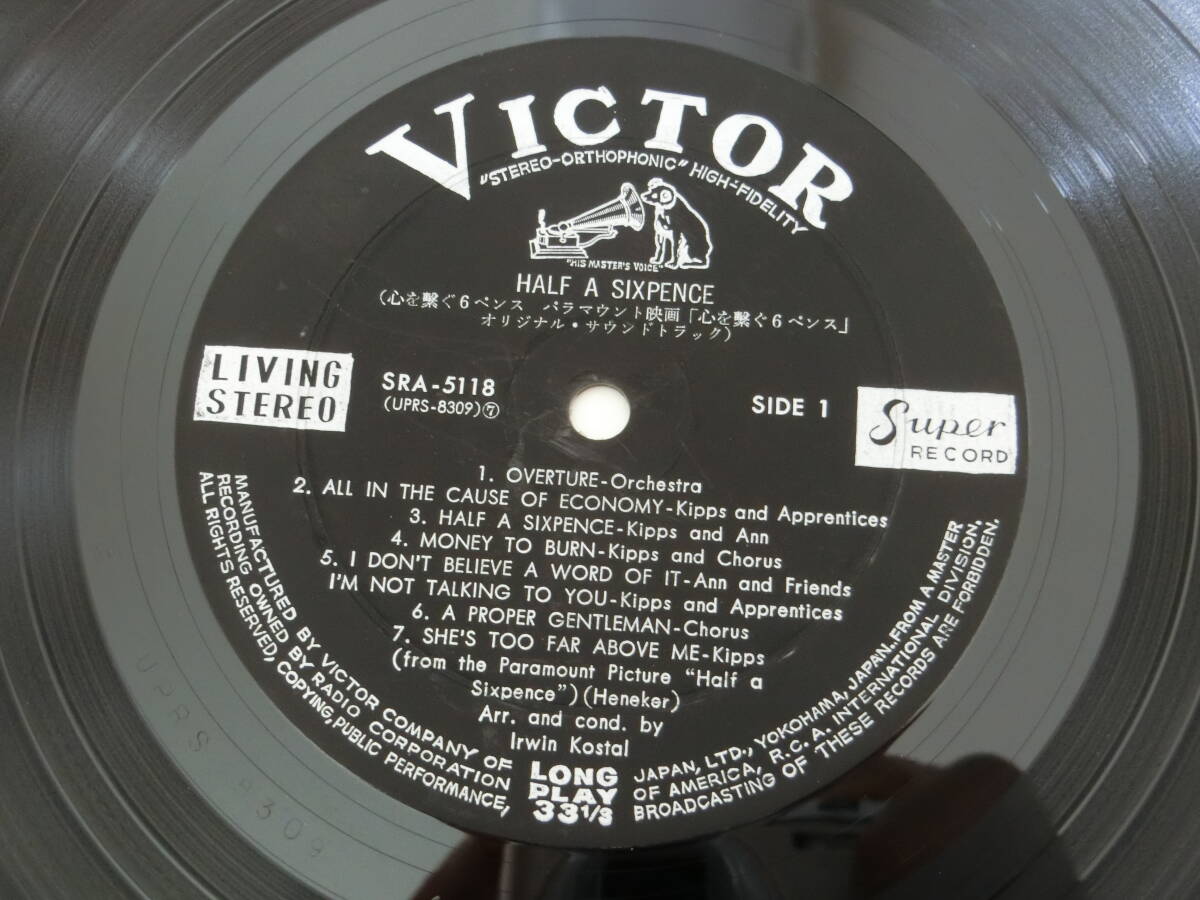 VICTOR
"STEREO-ORTHOPHONIC" HIGH-FIDELITY
"HIS MASTER'S VOICE"
HALF A SIXPENCE
(心を繋ぐ6ペンス パラマウント映画「心を繋ぐ6ペンス」
オリジナル・サウンドトラック)
LIVING
STEREO
SRA-5118
(UPRS-8309)⑦
SIDE 1
Super
RECORD
1. OVERTURE-Orchestra
2. ALL IN THE CAUSE OF ECONOMY-Kipps and Apprentices
3. HALF A SIXPENCE-Kipps and Ann
4. MONEY TO BURN-Kipps and Chorus
5. I DON'T BELIEVE A WORD OF IT-Ann and Friends
I'M NOT TALKING TO YOU-Kipps and Apprentices
6. A PROPER GENTLEMAN-Chorus
7. SHE'S TOO FAR ABOVE ME-Kipps
(from the Paramount Picture "Half a
Sixpence") (Heneker)
Arr. and cond. by
Irwin Kostal
LONG
PLAY
33 1/3
MANUFACTURED BY VICTOR COMPANY OF JAPAN, LTD., YOKOHAMA, JAPAN. FROM A MASTER
RECORDING OWNED BY RADIO CORPORATION OF AMERICA, R.C.A. INTERNATIONAL DIVISION.
ALL RIGHTS RESERVED, COPYING, PUBLIC PERFORMANCE, BROADCASTING OF THESE RECORDS ARE FORBIDDEN.
UPRS 8309